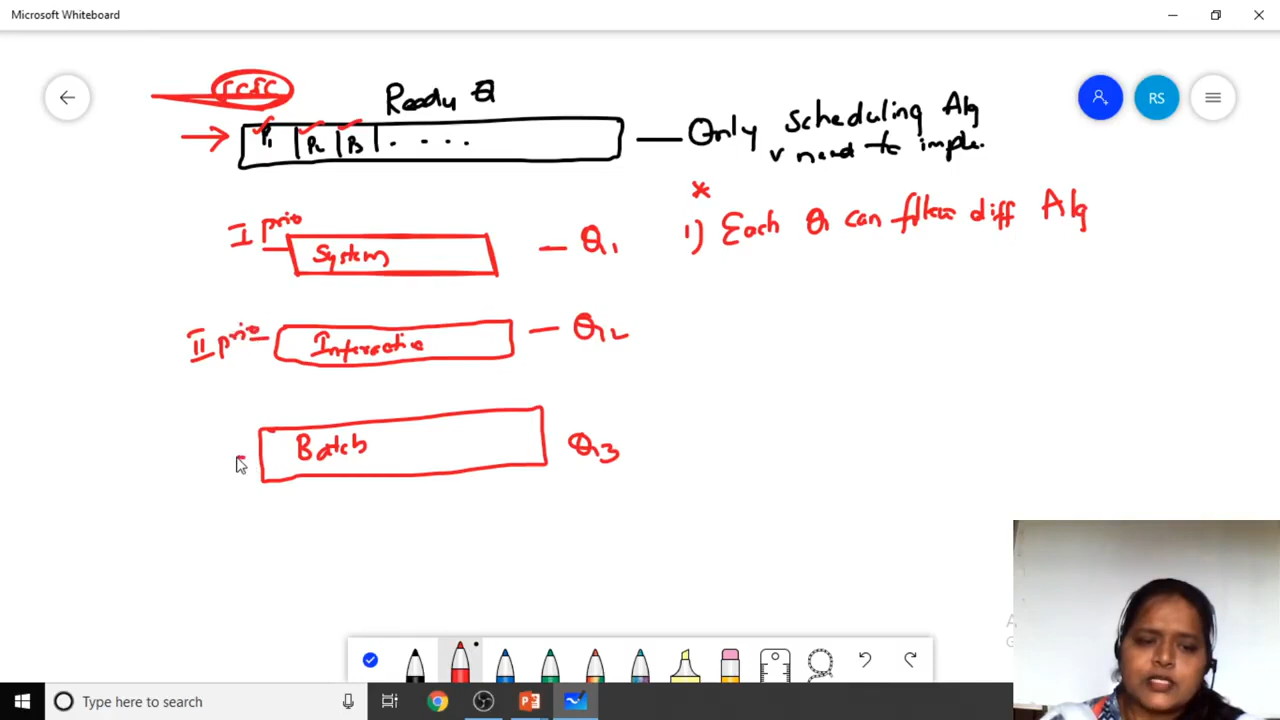 Microsoft Whiteboard
FCFS
Ready Q
P1 P2 P3 . . . .
Only Scheduling Alg
need to imple.
*
1) Each Q can follow diff Alg
I prio
System
Q1
II prio
Interactive
Q2
Batch
Q3
RS
Type here to search